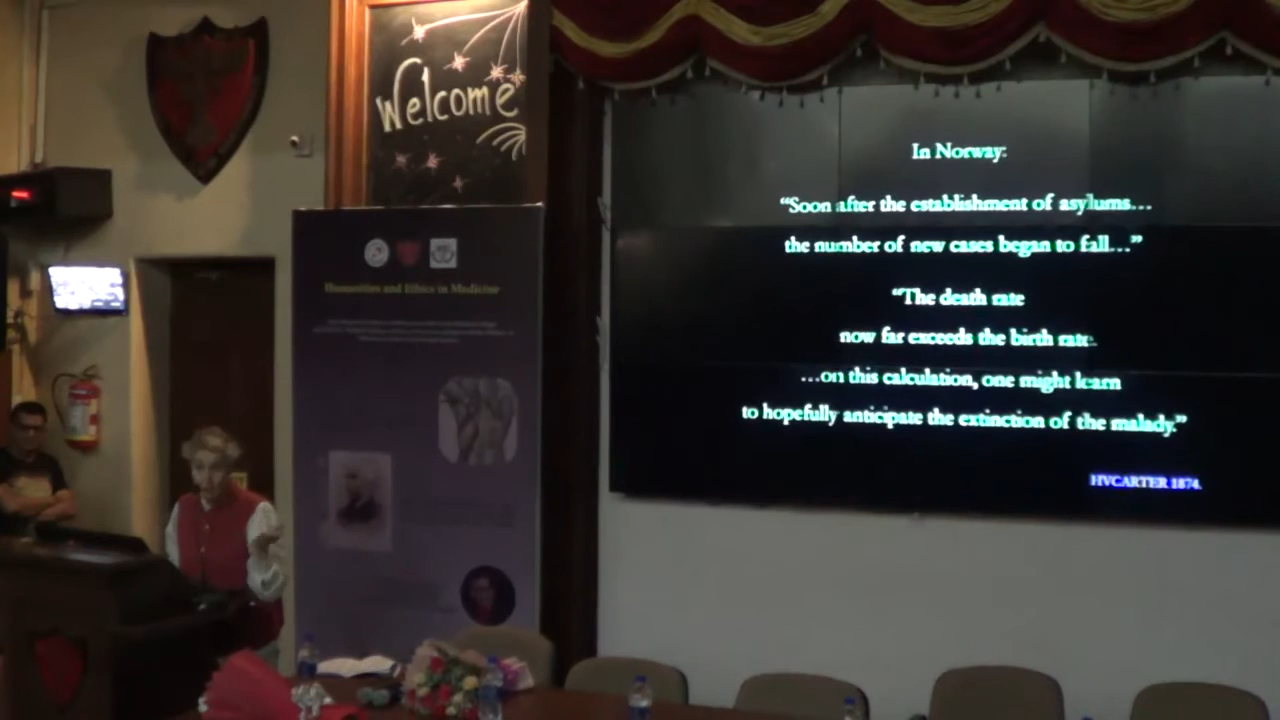 Welcome
Humanities and Ethics in Medicine
In Norway:
“Soon after the establishment of asylums...
the number of new cases began to fall...”
“The death rate
now far exceeds the birth rate.
...on this calculation, one might learn
to hopefully anticipate the extinction of the malady.”
HVCARTER 1874.